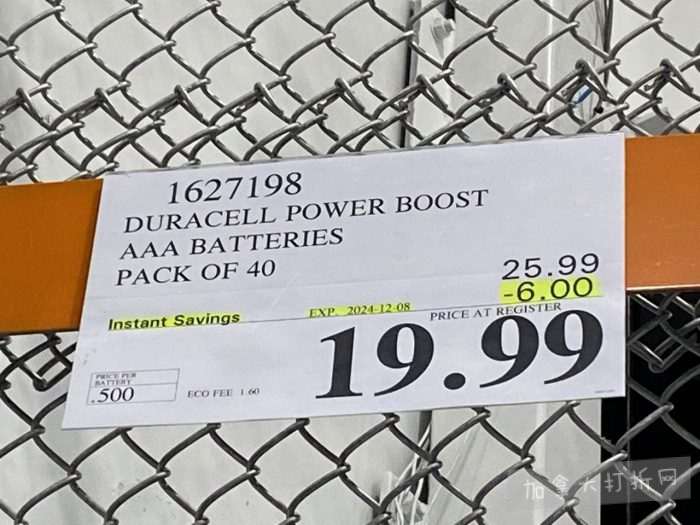 1627198
DURACELL POWER BOOST
AAA BATTERIES
PACK OF 40
25.99
-6.00
Instant Savings
EXP. 2024-12-08
PRICE AT REGISTER
19.99
PRICE PER
BATTERY
.500
ECO FEE 1.60
加拿大打折网